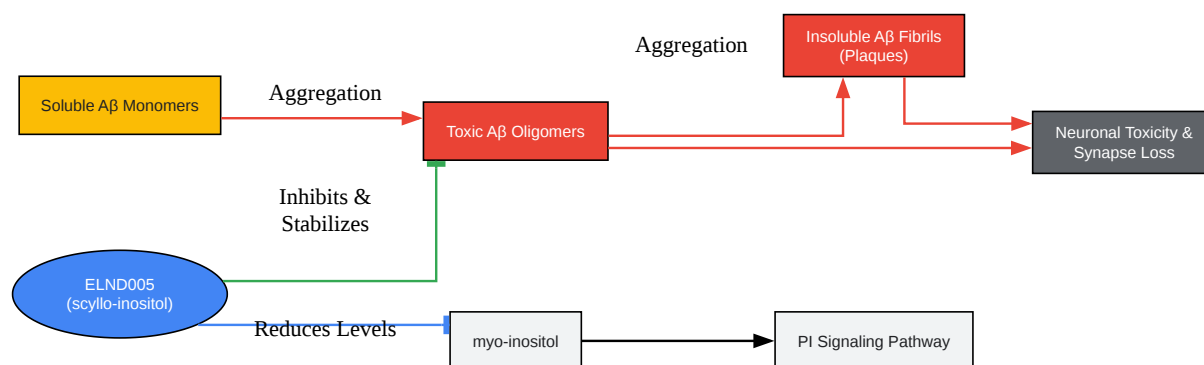 Insoluble Aβ Fibrils
(Plaques)
Aggregation
Soluble Aβ Monomers
Aggregation
Toxic Aβ Oligomers
Neuronal Toxicity &
Synapse Loss
Inhibits &
Stabilizes
ELND005
(scyllo-inositol)
Reduces Levels
myo-inositol
PI Signaling Pathway